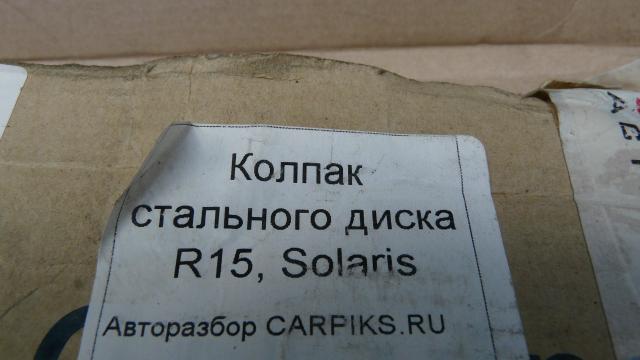 Колпак
стального диска
R15, Solaris
Авторазбор CARPIKS.RU